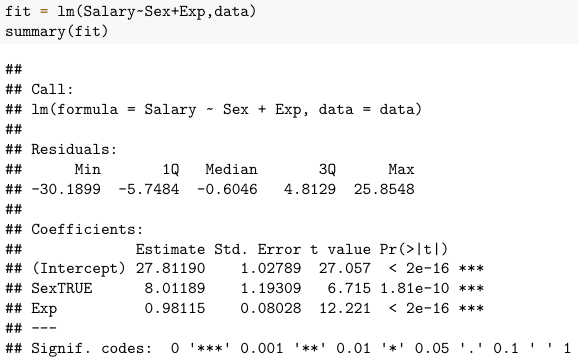 fit = lm(Salary~Sex+Exp,data)
summary(fit)
##
## Call:
## lm(formula = Salary ~ Sex + Exp, data = data)
##
## Residuals:
##      Min       1Q   Median       3Q      Max
## -30.1899  -5.7484  -0.6046   4.8129  25.8548
##
## Coefficients:
##             Estimate Std. Error t value Pr(>|t|)
## (Intercept) 27.81190    1.02789  27.057  < 2e-16 ***
## SexTRUE      8.01189    1.19309   6.715 1.81e-10 ***
## Exp          0.98115    0.08028  12.221  < 2e-16 ***
## ---
## Signif. codes:  0 '***' 0.001 '**' 0.01 '*' 0.05 '.' 0.1 ' ' 1